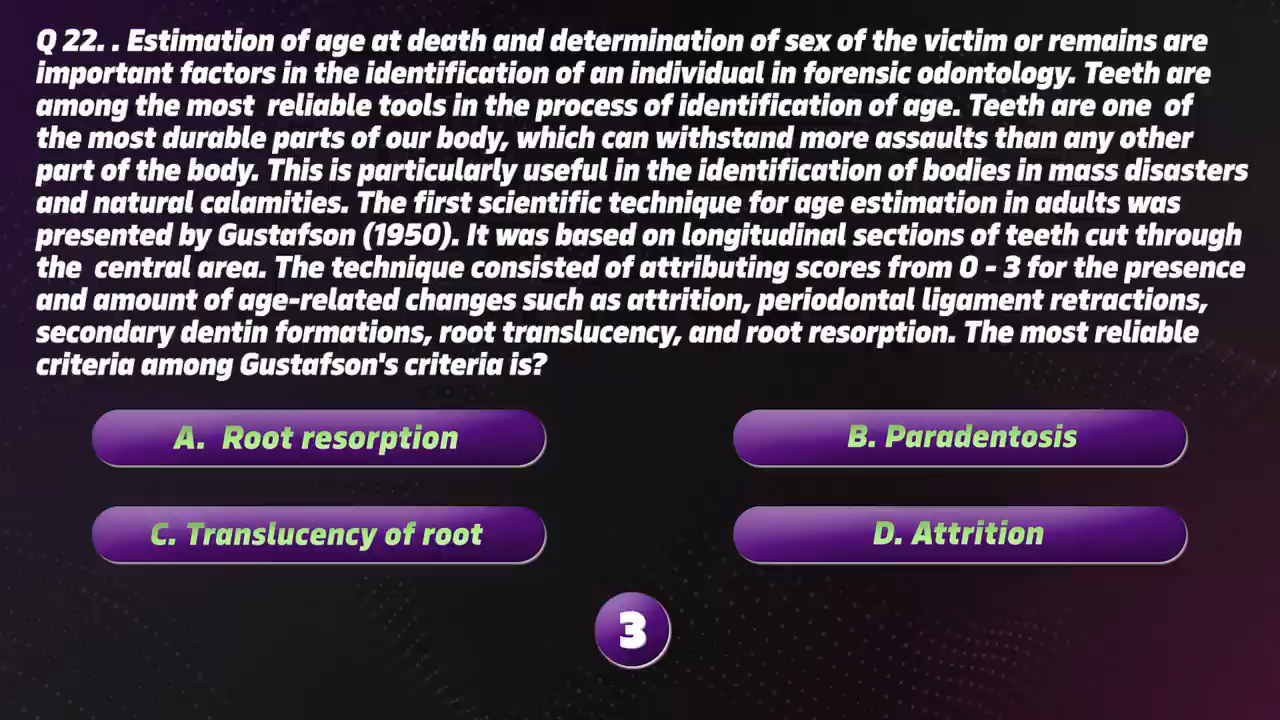 Q 22. . Estimation of age at death and determination of sex of the victim or remains are
important factors in the identification of an individual in forensic odontology. Teeth are
among the most reliable tools in the process of identification of age. Teeth are one of
the most durable parts of our body, which can withstand more assaults than any other
part of the body. This is particularly useful in the identification of bodies in mass disasters
and natural calamities. The first scientific technique for age estimation in adults was
presented by Gustafson (1950). It was based on longitudinal sections of teeth cut through
the central area. The technique consisted of attributing scores from 0 - 3 for the presence
and amount of age-related changes such as attrition, periodontal ligament retractions,
secondary dentin formations, root translucency, and root resorption. The most reliable
criteria among Gustafson's criteria is?
A. Root resorption
B. Paradentosis
C. Translucency of root
D. Attrition
3